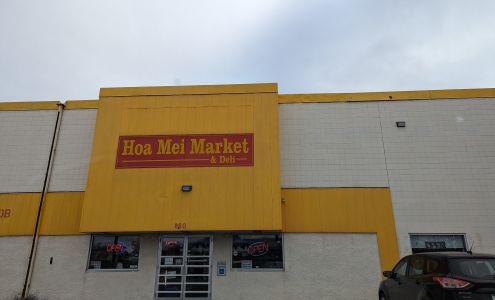 Hoa Mei Market
& Deli
OPEN
OPEN